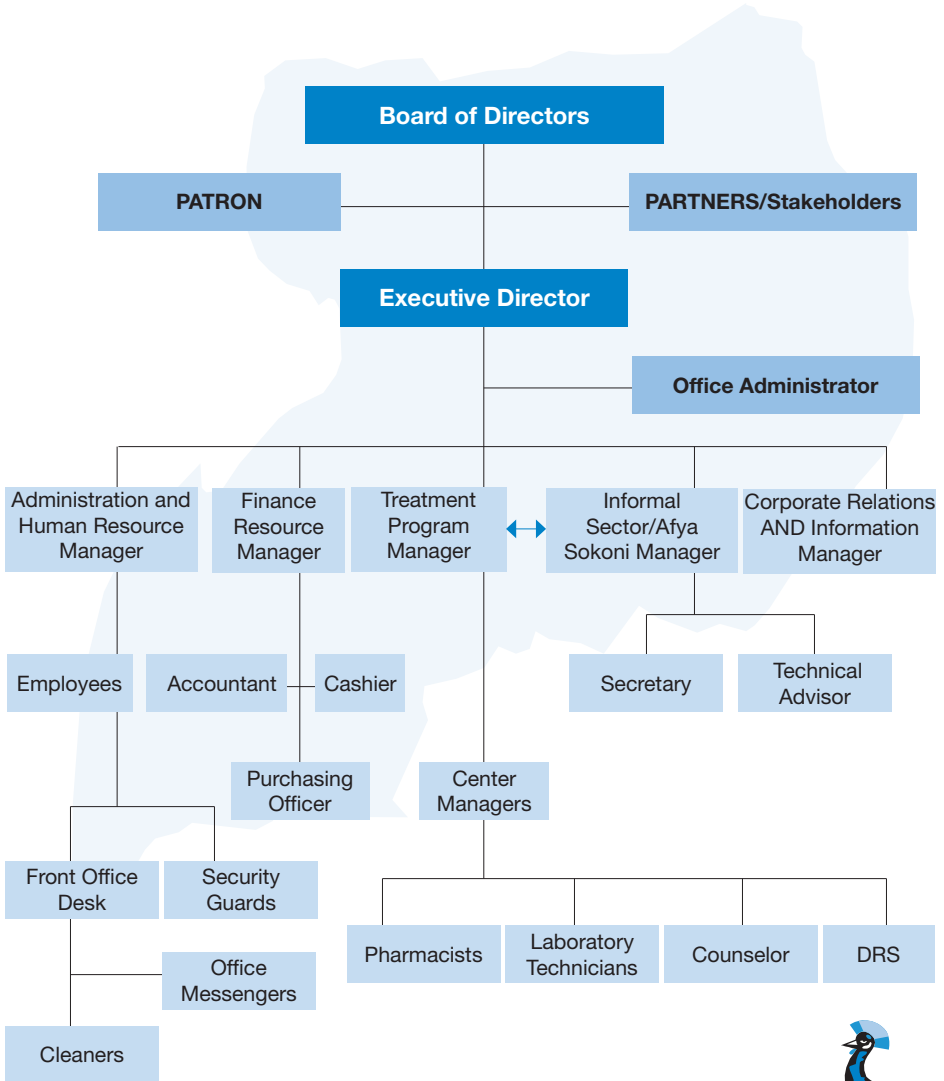 Board of Directors
PATRON
PARTNERS/Stakeholders
Executive Director
Office Administrator
Administration and
Human Resource
Manager
Finance
Resource
Manager
Treatment
Program
Manager
Informal
Sector/Afya
Sokoni Manager
Corporate Relations
AND Information
Manager
Employees
Accountant
Cashier
Secretary
Technical
Advisor
Purchasing
Officer
Center
Managers
Front Office
Desk
Security
Guards
Pharmacists
Laboratory
Technicians
Counselor
DRS
Office
Messengers
Cleaners